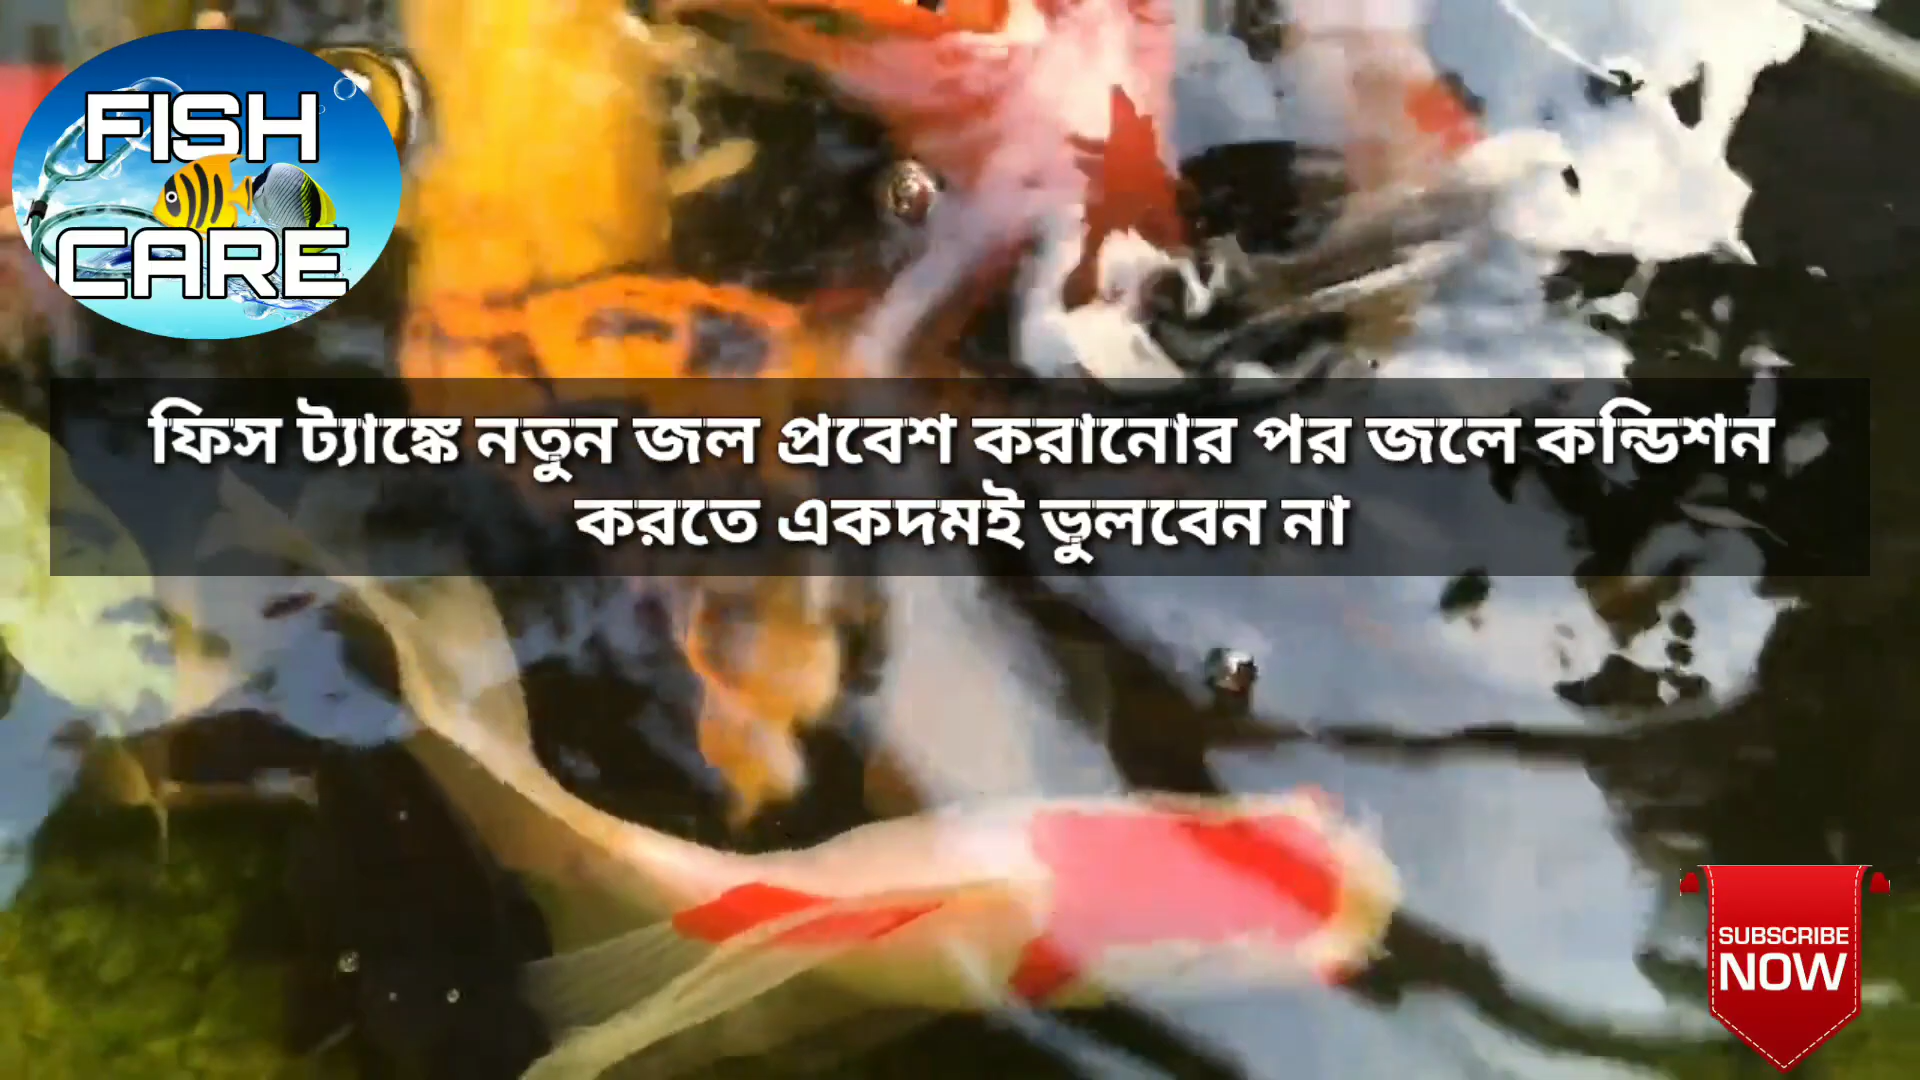 FISH
CARE
ফিস ট্যাঙ্কে নতুন জল প্রবেশ করানোর পর জলে কন্ডিশন
করতে একদমই ভুলবেন না
SUBSCRIBE
NOW